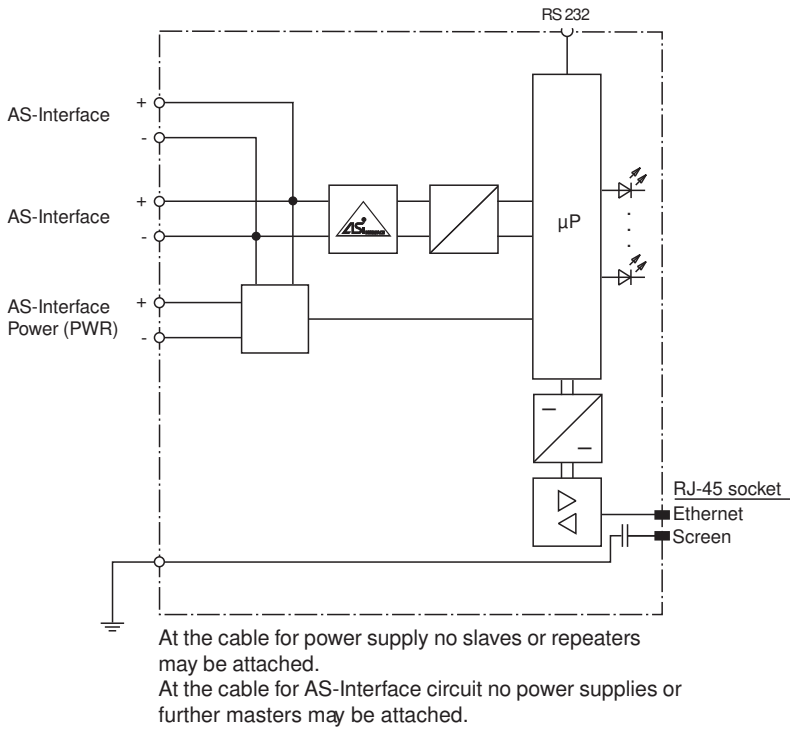 RS 232
AS-Interface
+
-
AS-Interface
+
-
µP
AS-Interface
Power (PWR)
+
-
RJ-45 socket
Ethernet
Screen
At the cable for power supply no slaves or repeaters
may be attached.
At the cable for AS-Interface circuit no power supplies or
further masters may be attached.